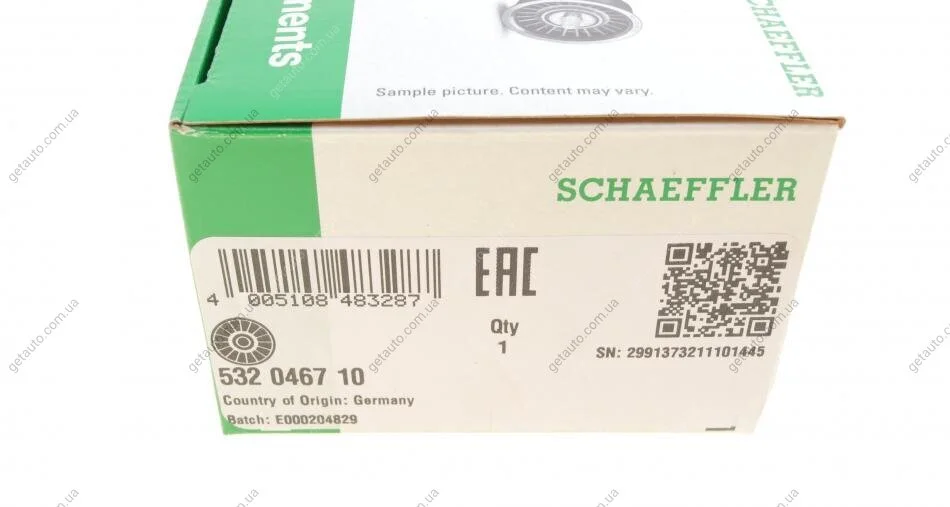 nents
SCHAEFFLER
Sample picture. Content may vary.
SCHAEFFLER
4 005108 483287
EAC
Qty
1
SN: 2991373211101445
532 0467 10
Country of Origin: Germany
Batch: E000204829
getauto.com.ua